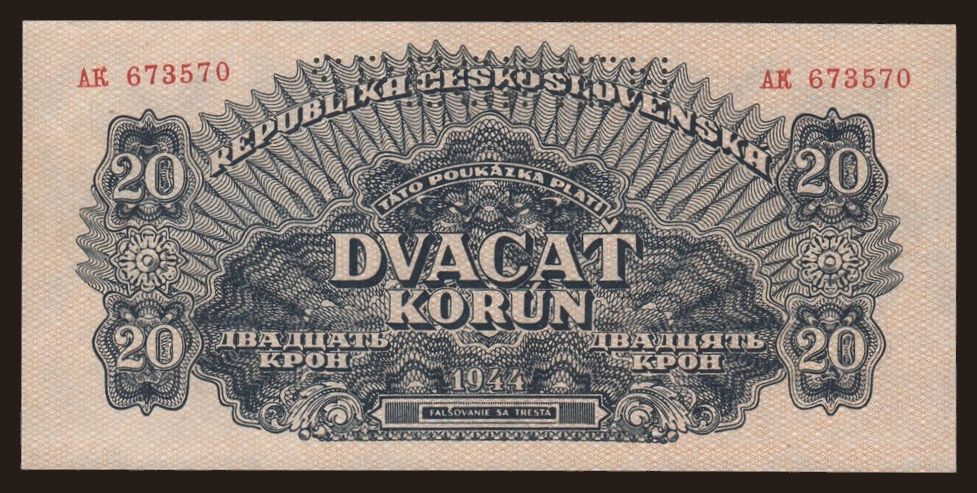 АК 673570
АК 673570
REPUBLIKA ČESKOSLOVENSKÁ
20
20
TÁTO POUKÁZKA PLATÍ
DVACAŤ
KORÚN
20
20
ДВАДЦАТЬ
КРОН
ДВАДЦЯТЬ
КРОН
1944
FALŠOVANIE SA TRESTÁ